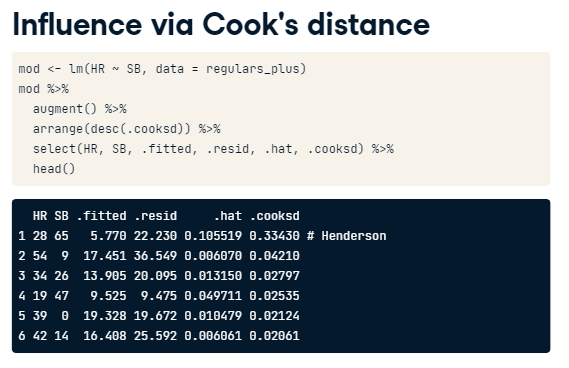 Influence via Cook's distance
mod <- lm(HR ~ SB, data = regulars_plus)
mod %>%
  augment() %>%
  arrange(desc(.cooksd)) %>%
  select(HR, SB, .fitted, .resid, .hat, .cooksd) %>%
  head()
  HR SB .fitted .resid     .hat .cooksd
1 28 65   5.770 22.230 0.105519 0.33430 # Henderson
2 54  9  17.451 36.549 0.006070 0.04210
3 34 26  13.905 20.095 0.013150 0.02797
4 19 47   9.525  9.475 0.049711 0.02535
5 39  0  19.328 19.672 0.010479 0.02124
6 42 14  16.408 25.592 0.006061 0.02061